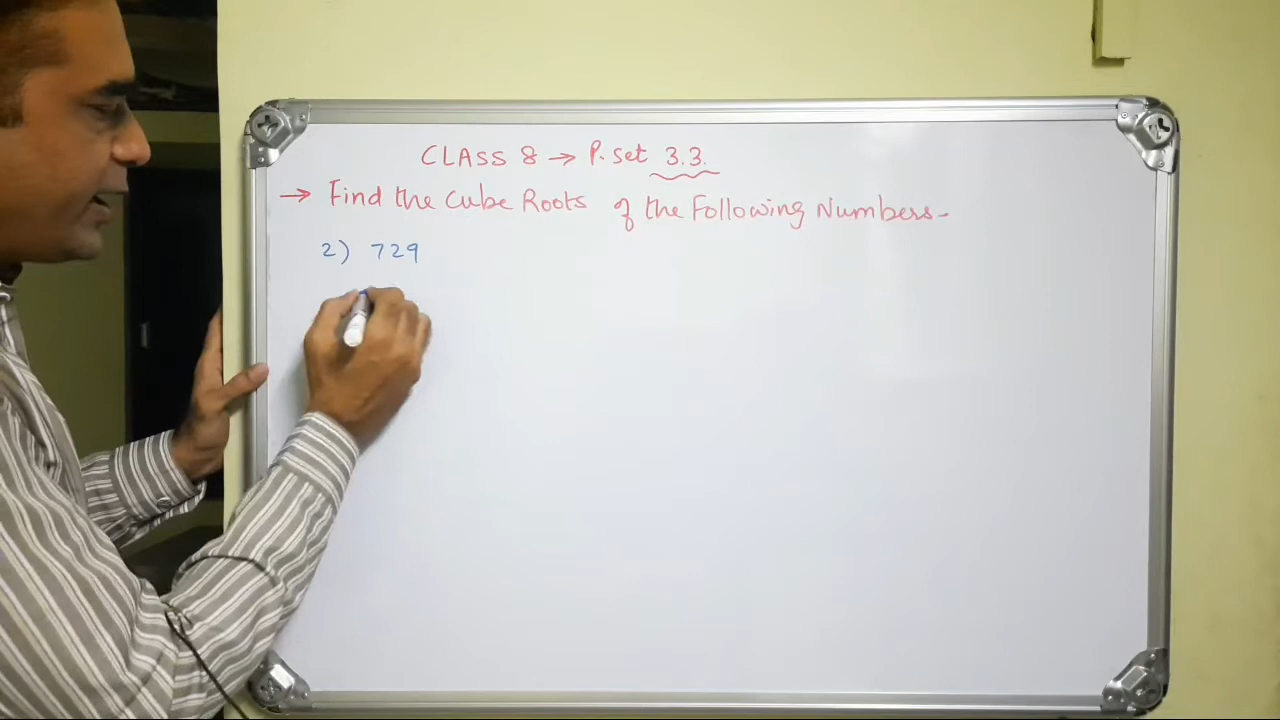 CLASS 8 → P. Set 3.3.
→ Find the Cube Roots of the Following Numbers-
2) 729